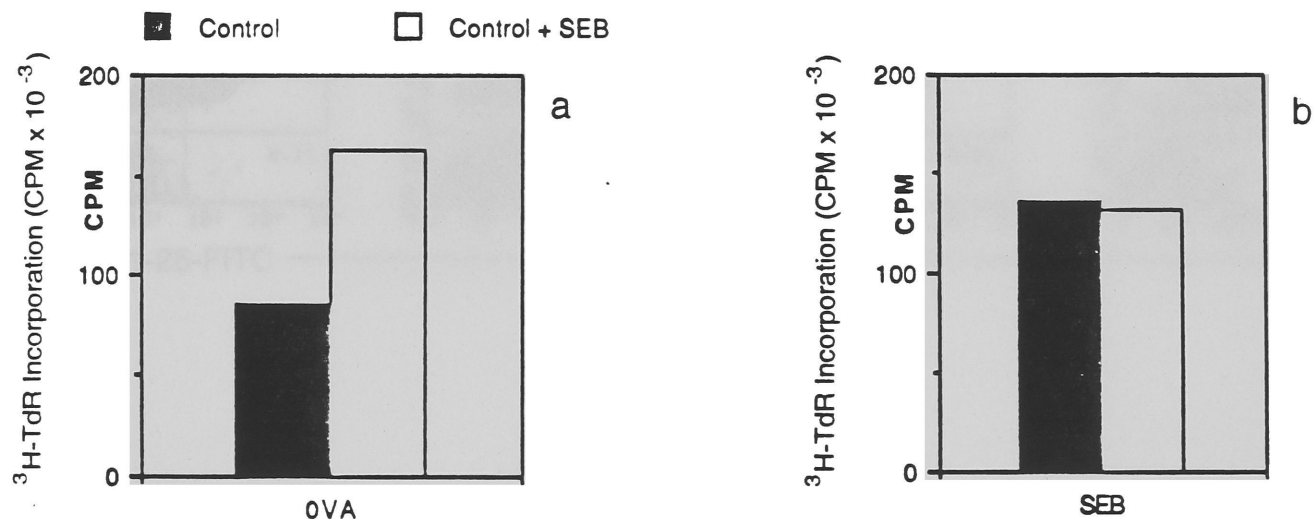 Control
Control + SEB
³H-TdR Incorporation (CPM x 10⁻³)
CPM
200
100
0
OVA
a
³H-TdR Incorporation (CPM x 10⁻³)
CPM
200
100
0
SEB
b